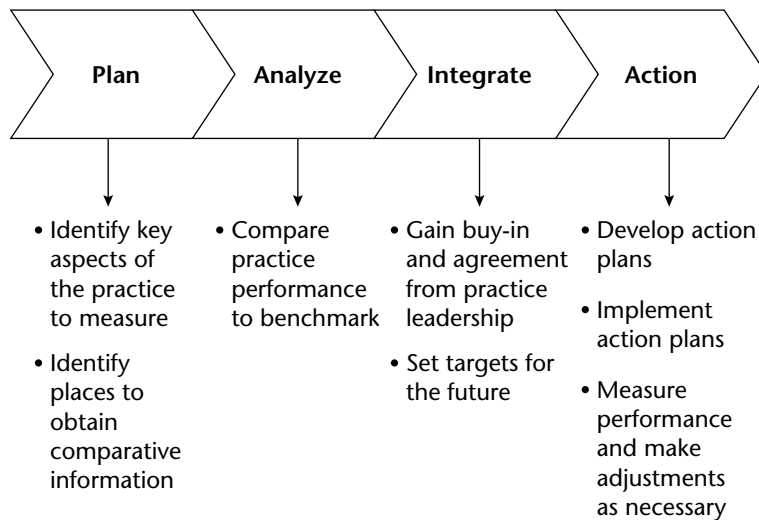 Plan
Analyze
Integrate
Action
• Identify key
aspects of
the practice
to measure
• Identify
places to
obtain
comparative
information
• Compare
practice
performance
to benchmark
• Gain buy-in
and agreement
from practice
leadership
• Set targets for
the future
• Develop action
plans
• Implement
action plans
• Measure
performance
and make
adjustments
as necessary